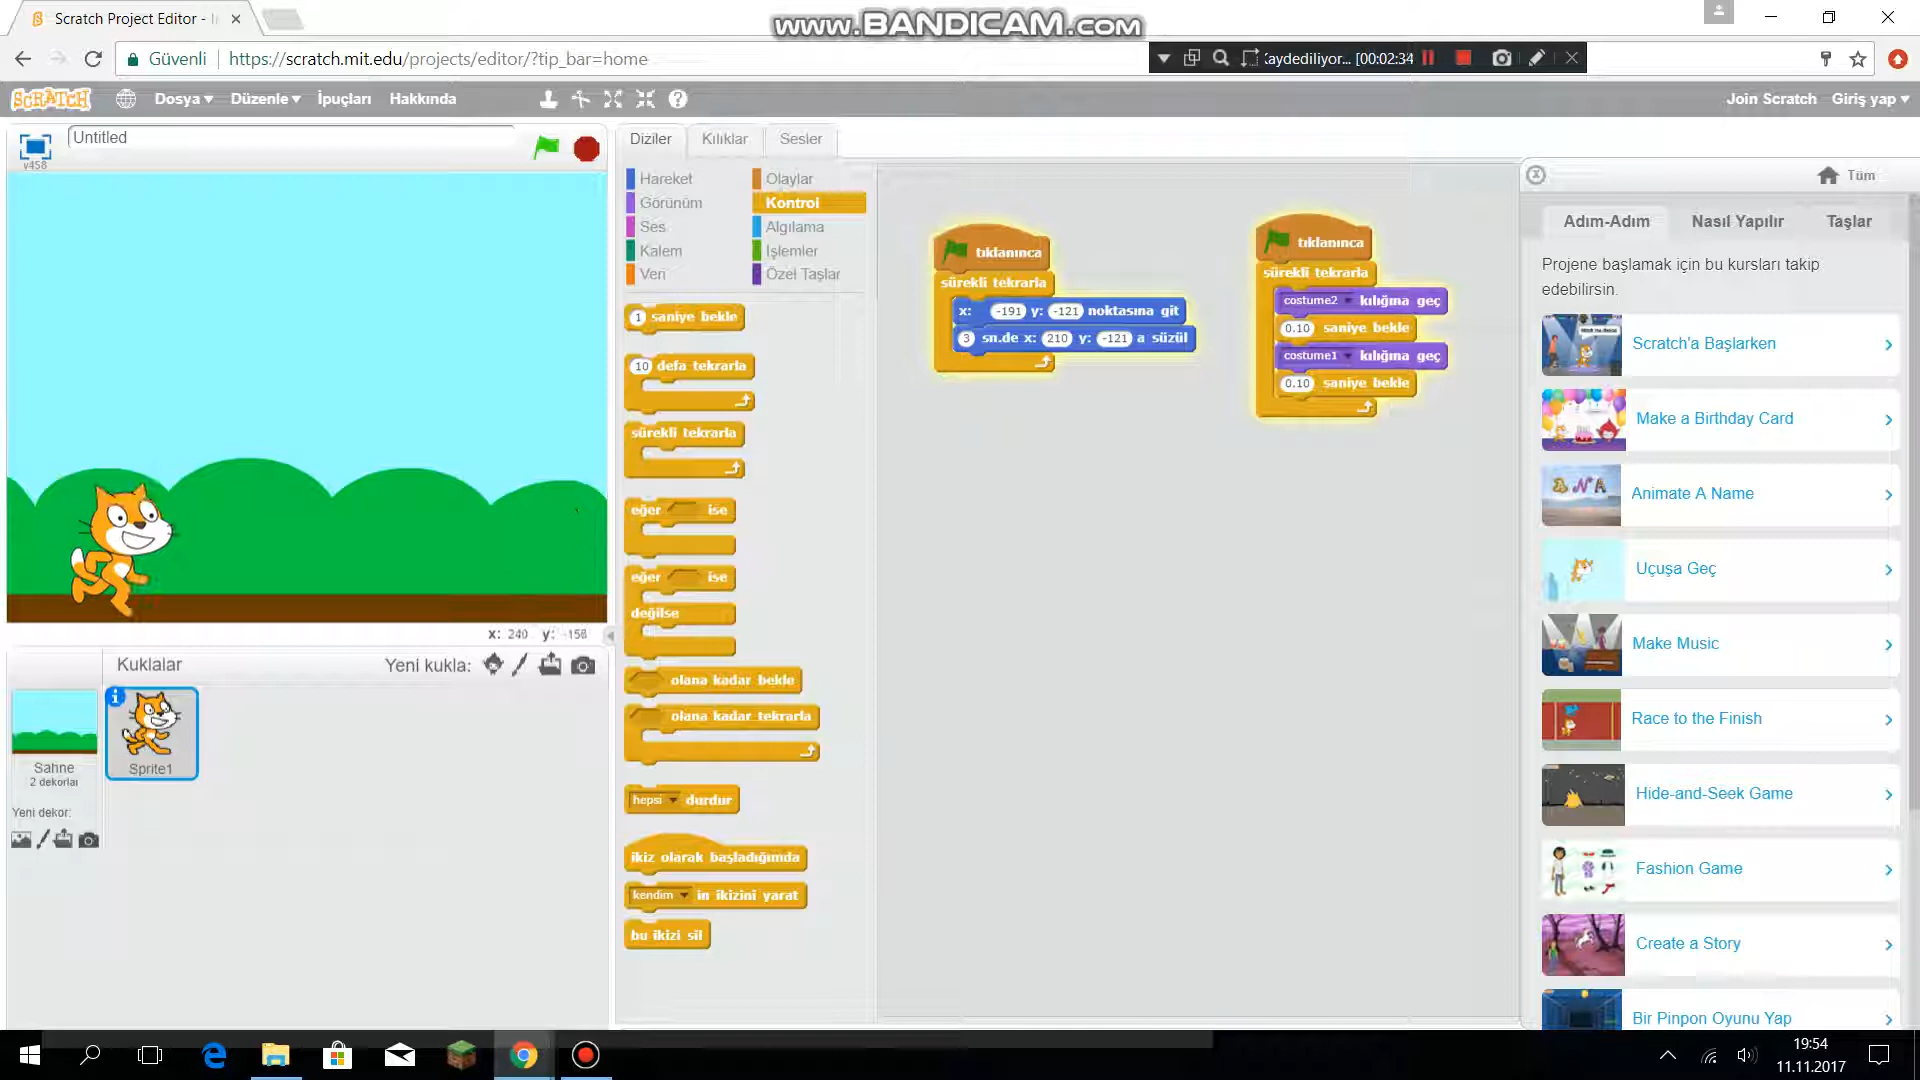 Scratch Project Editor - I
www.BANDICAM.com
Güvenli
https://scratch.mit.edu/projects/editor/?tip_bar=home
kaydediliyor... [00:02:34
SCRATCH
Dosya
Düzenle
İpuçları
Hakkında
Join Scratch
Giriş yap
Untitled
v458
Diziler
Kılıklar
Sesler
Hareket
Olaylar
Görünüm
Kontrol
Ses
Algılama
Kalem
İşlemler
Veri
Özel Taşlar
1 saniye bekle
10 defa tekrarla
sürekli tekrarla
eğer ise
eğer ise
değilse
olana kadar bekle
olana kadar tekrarla
hepsi durdur
ikiz olarak başladığımda
kendim in ikizini yarat
bu ikizi sil
tıklanınca
sürekli tekrarla
x: -191 y: -121 noktasına git
3 sn.de x: 210 y: -121 a süzül
tıklanınca
sürekli tekrarla
costume2 kılığına geç
0.10 saniye bekle
costume1 kılığına geç
0.10 saniye bekle
x: 240 y: -158
Kuklalar
Yeni kukla:
Sahne
2 dekorlar
Yeni dekor:
Sprite1
Tüm
Adım-Adım
Nasıl Yapılır
Taşlar
Projene başlamak için bu kursları takip
edebilirsin.
Scratch'a Başlarken
Make a Birthday Card
Animate A Name
Uçuşa Geç
Make Music
Race to the Finish
Hide-and-Seek Game
Fashion Game
Create a Story
Bir Pinpon Oyunu Yap
19:54
11.11.2017